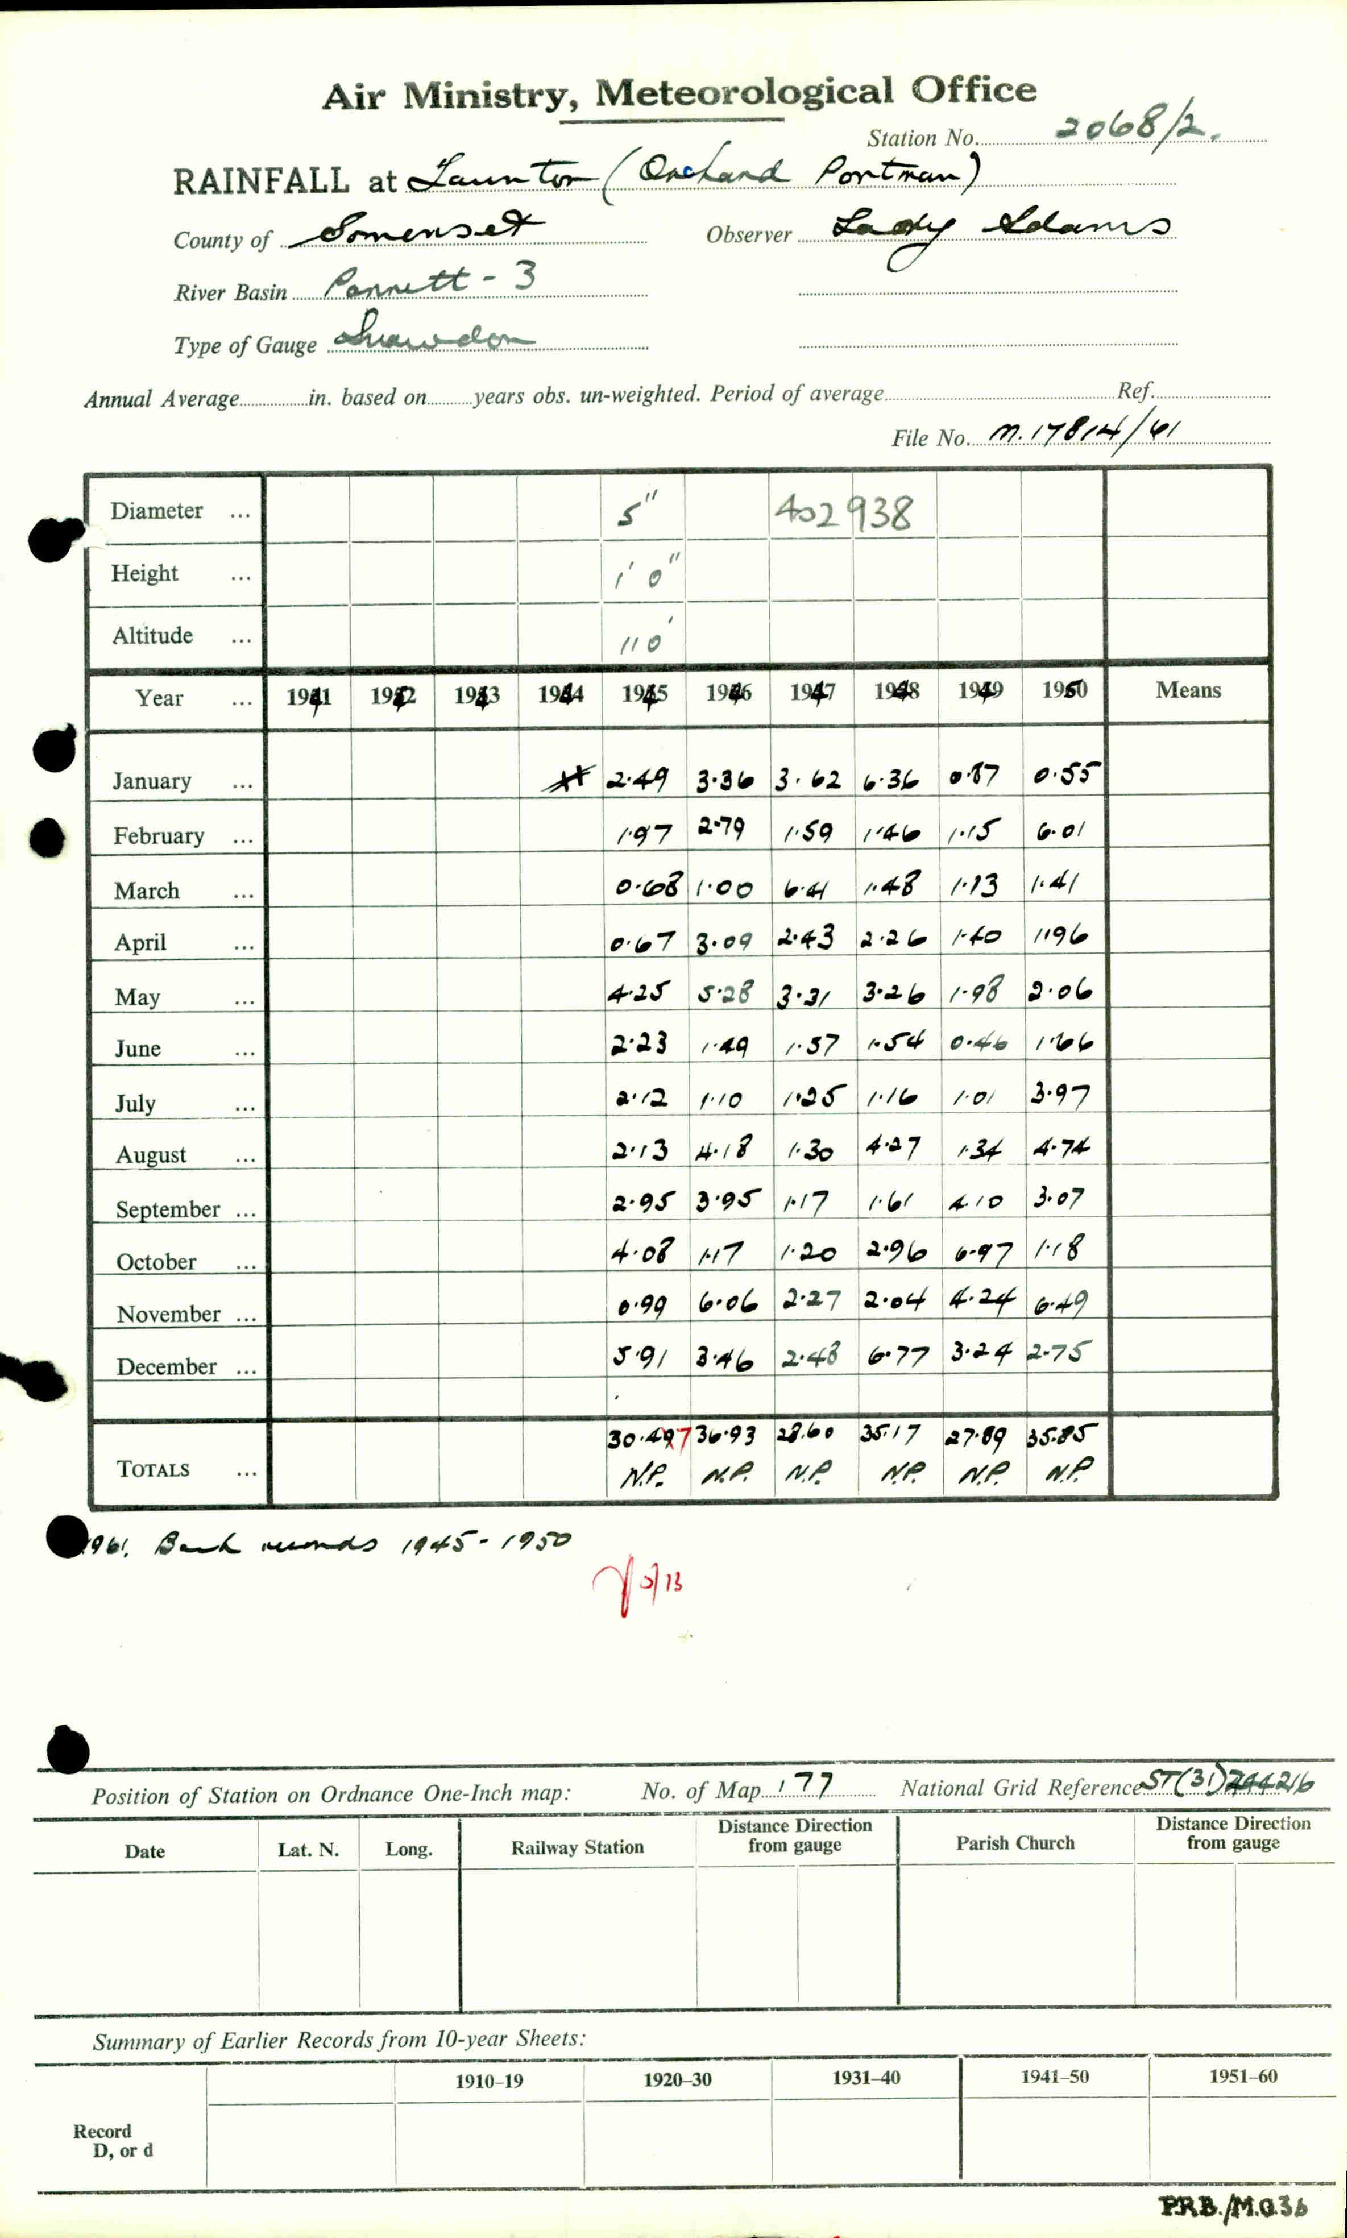 Air Ministry, Meteorological Office
Station No. 2068/2.
RAINFALL at Taunton (Orchard Portman)
County of Somerset Observer Lady Adams
River Basin Parrett - 3
Type of Gauge Snowdon
Annual Average in. based on years obs. un-weighted. Period of average Ref.
File No. M.17814/61
Diameter ... 5" 402938
Height ... 1' 0"
Altitude ... 110'
Year ... 1941 1942 1943 1944 1945 1946 1947 1948 1949 1950 Means
January ... 2.49 3.36 3.62 6.36 0.87 0.55
February ... 1.97 2.79 1.59 1.46 1.15 6.01
March ... 0.68 1.00 6.41 1.48 1.13 1.41
April ... 0.67 3.09 2.43 2.26 1.40 1.96
May ... 4.25 5.28 3.31 3.26 1.98 2.06
June ... 2.23 1.49 1.57 1.54 0.46 1.66
July ... 2.12 1.10 1.25 1.16 1.01 3.97
August ... 2.13 4.18 1.30 4.27 1.34 4.74
September ... 2.95 3.95 1.17 1.61 4.10 3.07
October ... 4.08 1.17 1.20 2.96 6.97 1.18
November ... 0.99 6.06 2.27 2.04 4.24 6.49
December ... 5.91 3.46 2.48 6.77 3.24 2.75
TOTALS ... 30.497 36.93 28.60 35.17 27.89 35.85
N.P. N.P. N.P. N.P. N.P. N.P.
1961. Back records 1945 - 1950
Position of Station on Ordnance One-Inch map: No. of Map 177 National Grid Reference ST (31) 244216
Date Lat. N. Long. Railway Station Distance Direction from gauge Parish Church Distance Direction from gauge
Summary of Earlier Records from 10-year Sheets:
1910–19 1920–30 1931–40 1941–50 1951–60
Record
D, or d
P.R.B./M.O.36